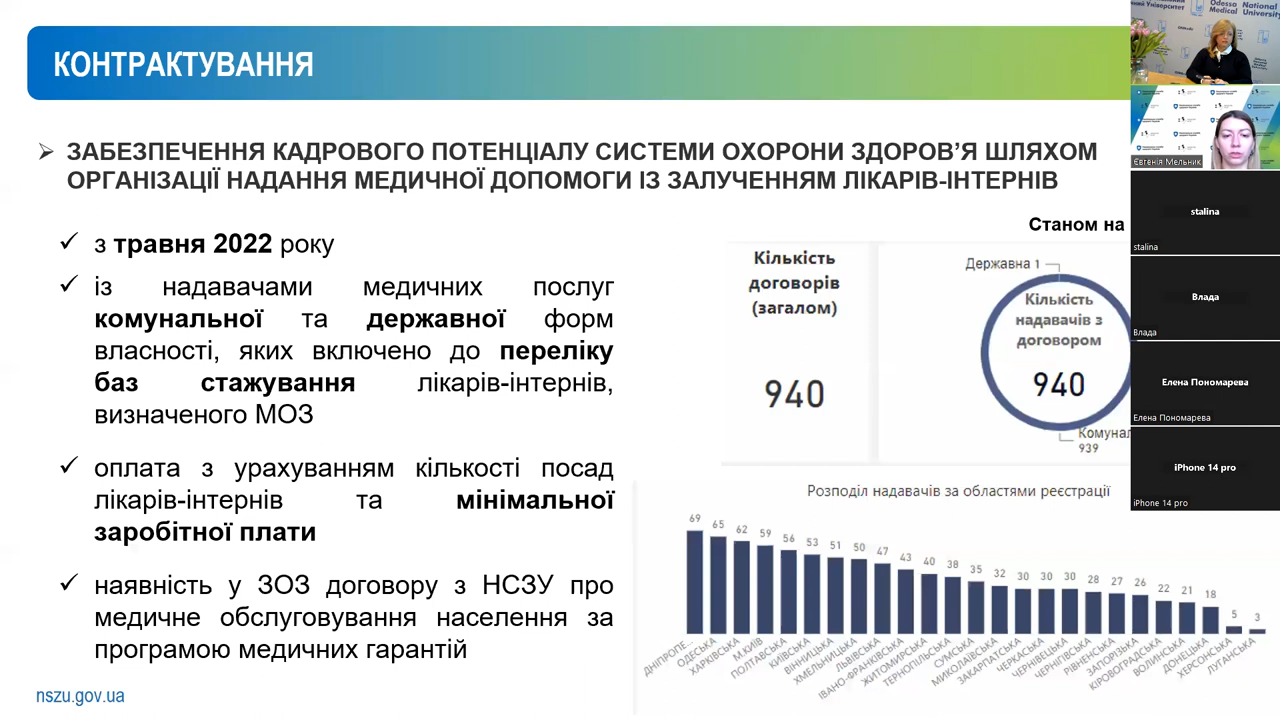 КОНТРАКТУВАННЯ
ЗАБЕЗПЕЧЕННЯ КАДРОВОГО ПОТЕНЦІАЛУ СИСТЕМИ ОХОРОНИ ЗДОРОВ’Я ШЛЯХОМ
ОРГАНІЗАЦІЇ НАДАННЯ МЕДИЧНОЇ ДОПОМОГИ ІЗ ЗАЛУЧЕННЯМ ЛІКАРІВ-ІНТЕРНІВ
з травня 2022 року
із надавачами медичних послуг
комунальної та державної форм
власності, яких включено до переліку
баз стажування лікарів-інтернів,
визначеного МОЗ
оплата з урахуванням кількості посад
лікарів-інтернів та мінімальної
заробітної плати
наявність у ЗОЗ договору з НСЗУ про
медичне обслуговування населення за
програмою медичних гарантій
nszu.gov.ua
Станом на
Кількість
договорів
(загалом)
940
Державна 1
Кількість
надавачів з
договором
940
Комунал
939
Розподіл надавачів за областями реєстрації
69 65 62 59 56 53 51 50 47 43 40 38 35 32 30 30 30 28 27 26 22 21 18 5 3
ДНІПРОПЕ...
ОДЕСЬКА
ХАРКІВСЬКА
М.КИЇВ
ПОЛТАВСЬКА
КИЇВСЬКА
ВІННИЦЬКА
ХМЕЛЬНИЦЬКА
ЛЬВІВСЬКА
ІВАНО-ФРАНКІВСЬКА
ЖИТОМИРСЬКА
ТЕРНОПІЛЬСЬКА
СУМСЬКА
МИКОЛАЇВСЬКА
ЗАКАРПАТСЬКА
ЧЕРКАСЬКА
ЧЕРНІВЕЦЬКА
ЧЕРНІГІВСЬКА
РІВНЕНСЬКА
ЗАПОРІЗЬКА
КІРОВОГРАДСЬКА
ВОЛИНСЬКА
ДОНЕЦЬКА
ХЕРСОНСЬКА
ЛУГАНСЬКА
Odessa National
Medical University
Євгенія Мельник
stalina
stalina
Влада
Влада
Елена Пономарева
Елена Пономарева
iPhone 14 pro
iPhone 14 pro